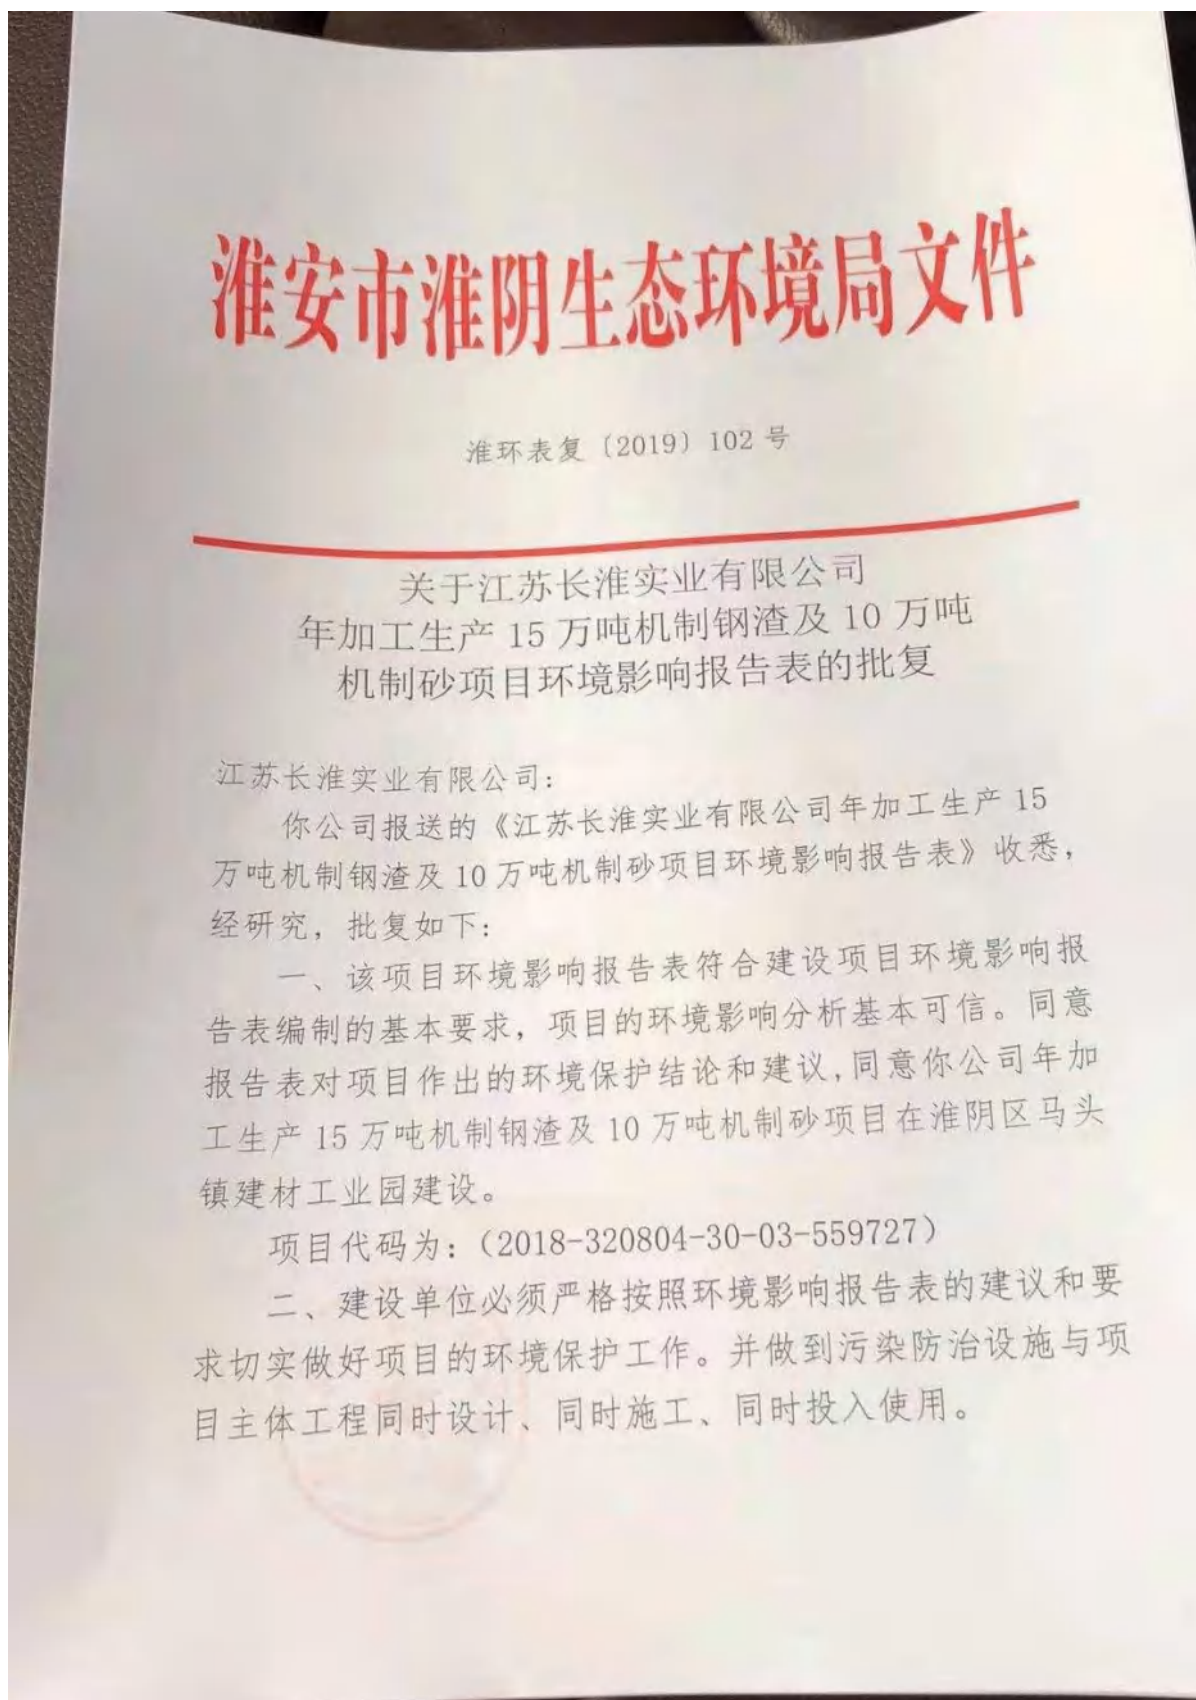 淮安市淮阴生态环境局文件
淮环表复〔2019〕102 号
关于江苏长淮实业有限公司
年加工生产 15 万吨机制钢渣及 10 万吨
机制砂项目环境影响报告表的批复
江苏长淮实业有限公司:
你公司报送的《江苏长淮实业有限公司年加工生产 15
万吨机制钢渣及 10 万吨机制砂项目环境影响报告表》收悉,
经研究，批复如下:
一、该项目环境影响报告表符合建设项目环境影响报
告表编制的基本要求，项目的环境影响分析基本可信。同意
报告表对项目作出的环境保护结论和建议,同意你公司年加
工生产 15 万吨机制钢渣及 10 万吨机制砂项目在淮阴区马头
镇建材工业园建设。
项目代码为:（2018-320804-30-03-559727）
二、建设单位必须严格按照环境影响报告表的建议和要
求切实做好项目的环境保护工作。并做到污染防治设施与项
目主体工程同时设计、同时施工、同时投入使用。